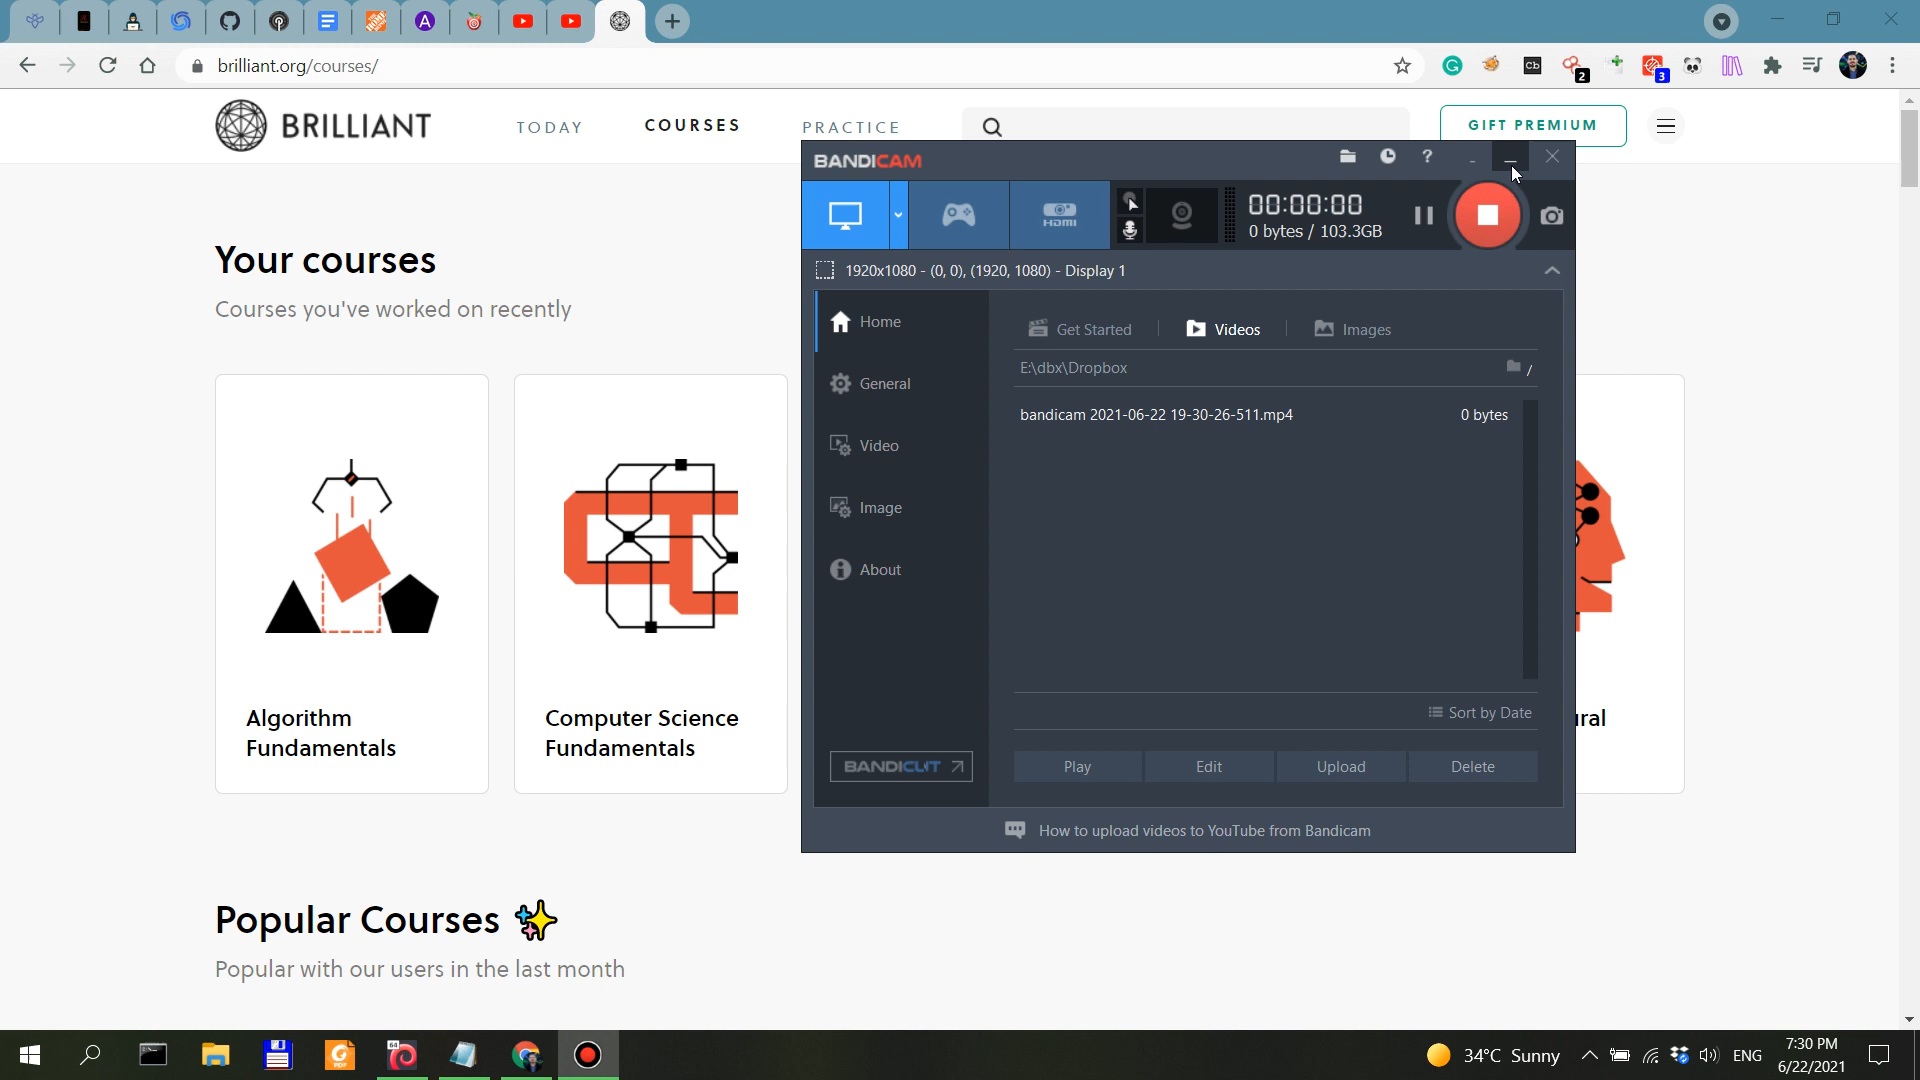 brilliant.org/courses/
2
3
BRILLIANT
TODAY
COURSES
PRACTICE
GIFT PREMIUM
Your courses
Courses you've worked on recently
Algorithm
Fundamentals
Computer Science
Fundamentals
ural
Popular Courses
Popular with our users in the last month
BANDICAM
HDMI
00:00:00
0 bytes / 103.3GB
1920x1080 - (0, 0), (1920, 1080) - Display 1
Home
General
Video
Image
About
BANDICUT
Get Started
Videos
Images
E:\dbx\Dropbox
/
bandicam 2021-06-22 19-30-26-511.mp4
0 bytes
Sort by Date
Play
Edit
Upload
Delete
How to upload videos to YouTube from Bandicam
34°C Sunny
ENG
7:30 PM
6/22/2021